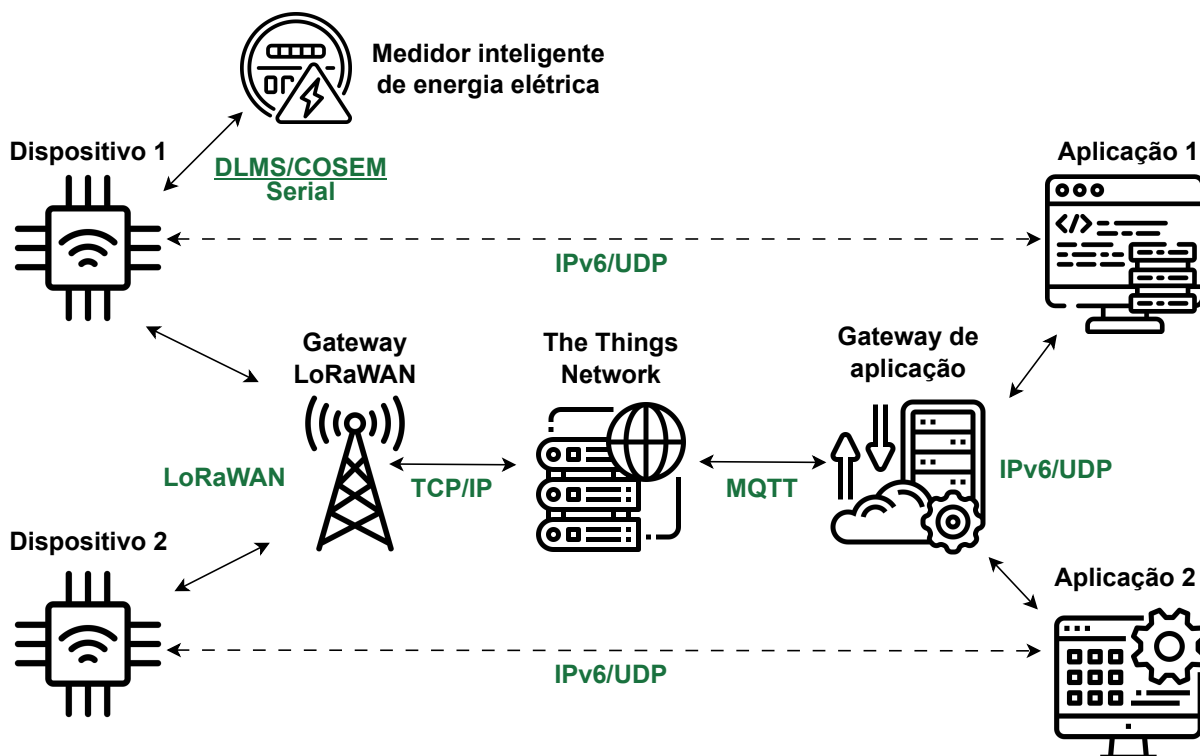 Medidor inteligente
de energia elétrica
Dispositivo 1
DLMS/COSEM
Serial
Aplicação 1
IPv6/UDP
Gateway
LoRaWAN
The Things
Network
Gateway de
aplicação
LoRaWAN
TCP/IP
MQTT
IPv6/UDP
Dispositivo 2
Aplicação 2
IPv6/UDP